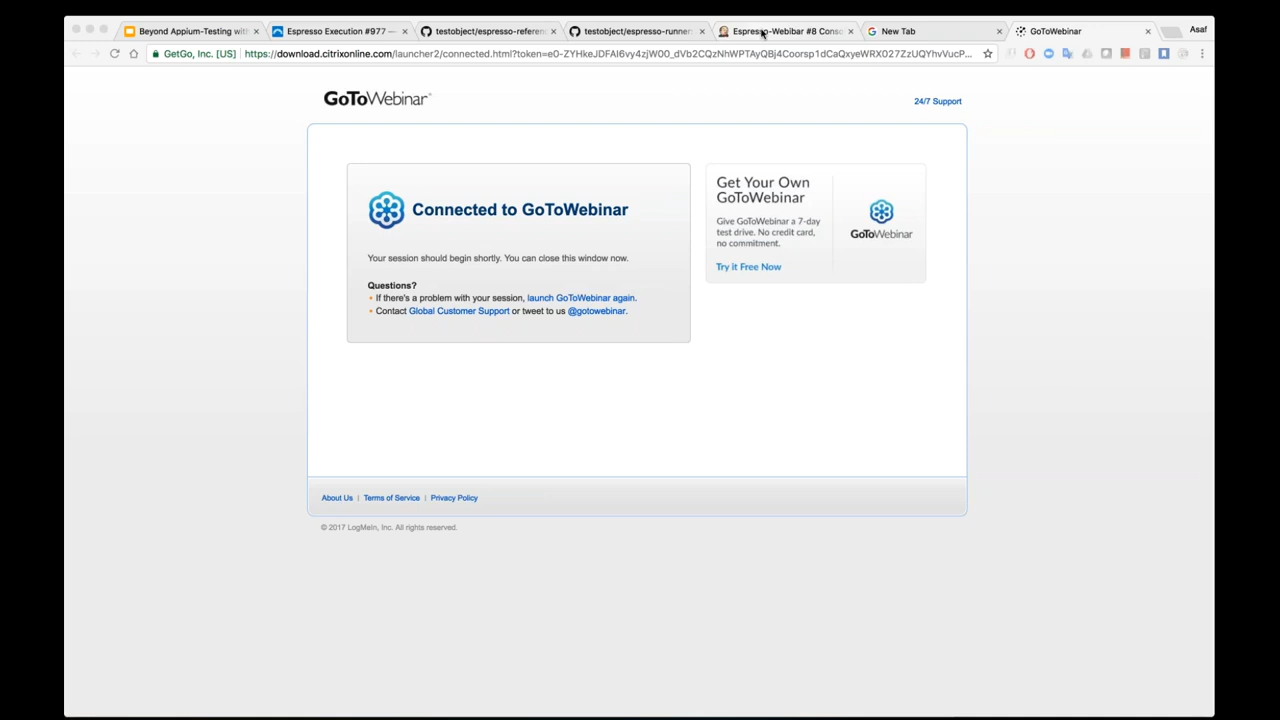 Beyond Appium-Testing with
Espresso Execution #977 —
testobject/espresso-referen
testobject/espresso-runner
Espresso-Webibar #8 Conso
New Tab
GoToWebinar
Asaf
GetGo, Inc. [US]
GoToWebinar
24/7 Support
Connected to GoToWebinar
Your session should begin shortly. You can close this window now.
Questions?
If there's a problem with your session, launch GoToWebinar again.
Contact Global Customer Support or tweet to us @gotowebinar.
Get Your Own
GoToWebinar
Give GoToWebinar a 7-day
test drive. No credit card,
no commitment.
Try it Free Now
GoToWebinar
About Us | Terms of Service | Privacy Policy
© 2017 LogMeIn, Inc. All rights reserved.